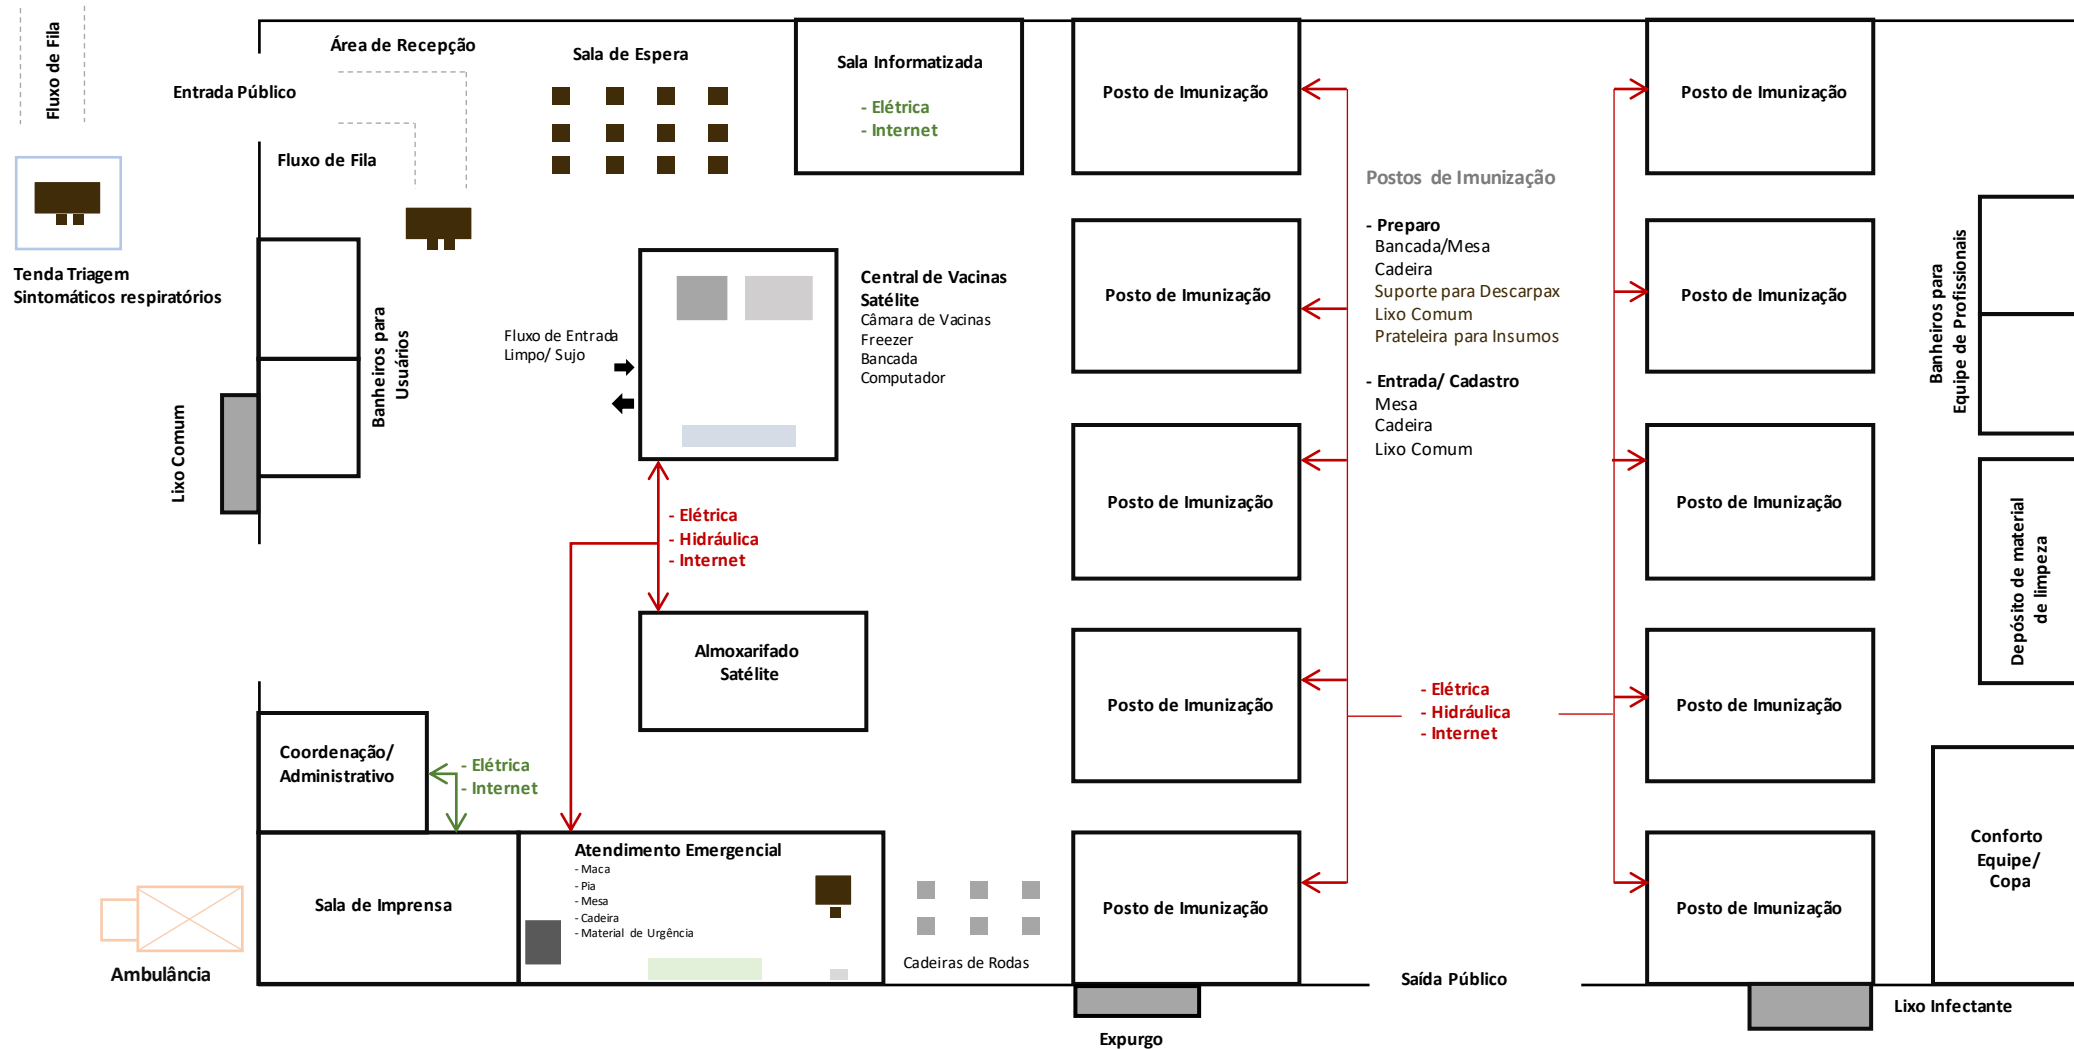 Fluxo de Fila
Área de Recepção
Sala de Espera
Sala Informatizada
- Elétrica
- Internet
Entrada Público
Fluxo de Fila
Posto de Imunização
Posto de Imunização
Postos de Imunização
- Preparo
Bancada/Mesa
Cadeira
Suporte para Descarpax
Lixo Comum
Prateleira para Insumos
- Entrada/ Cadastro
Mesa
Cadeira
Lixo Comum
Tenda Triagem
Sintomáticos respiratórios
Banheiros para
Usuários
Lixo Comum
Fluxo de Entrada
Limpo/ Sujo
Central de Vacinas
Satélite
Câmara de Vacinas
Freezer
Bancada
Computador
Posto de Imunização
Posto de Imunização
Banheiros para
Equipe de Profissionais
- Elétrica
- Hidráulica
- Internet
Posto de Imunização
Posto de Imunização
Depósito de material
de limpeza
Almoxarifado
Satélite
Posto de Imunização
- Elétrica
- Hidráulica
- Internet
Posto de Imunização
Coordenação/
Administrativo
- Elétrica
- Internet
Sala de Imprensa
Ambulância
Atendimento Emergencial
- Maca
- Pia
- Mesa
- Cadeira
- Material de Urgência
Cadeiras de Rodas
Posto de Imunização
Posto de Imunização
Conforto
Equipe/
Copa
Saída Público
Expurgo
Lixo Infectante